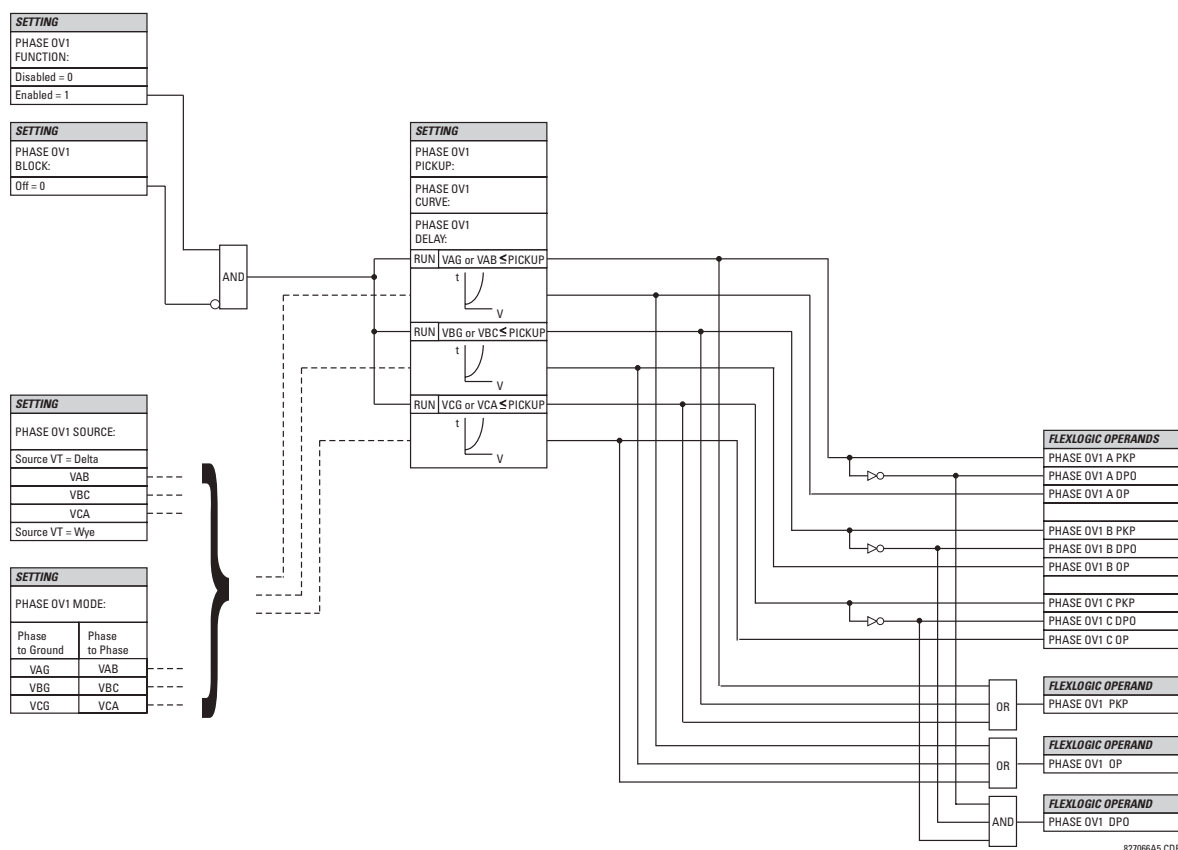 SETTING
PHASE OV1
FUNCTION:
Disabled = 0
Enabled = 1
SETTING
PHASE OV1
BLOCK:
Off = 0
AND
SETTING
PHASE OV1
PICKUP:
PHASE OV1
CURVE:
PHASE OV1
DELAY:
RUN VAG or VAB ≤ PICKUP
t
V
RUN VBG or VBC ≤ PICKUP
t
V
RUN VCG or VCA ≤ PICKUP
t
V
SETTING
PHASE OV1 SOURCE:
Source VT = Delta
VAB
VBC
VCA
Source VT = Wye
SETTING
PHASE OV1 MODE:
Phase to Ground
Phase to Phase
VAG VAB
VBG VBC
VCG VCA
FLEXLOGIC OPERANDS
PHASE OV1 A PKP
PHASE OV1 A DPO
PHASE OV1 A OP
PHASE OV1 B PKP
PHASE OV1 B DPO
PHASE OV1 B OP
PHASE OV1 C PKP
PHASE OV1 C DPO
PHASE OV1 C OP
OR
FLEXLOGIC OPERAND
PHASE OV1 PKP
OR
FLEXLOGIC OPERAND
PHASE OV1 OP
AND
FLEXLOGIC OPERAND
PHASE OV1 DPO